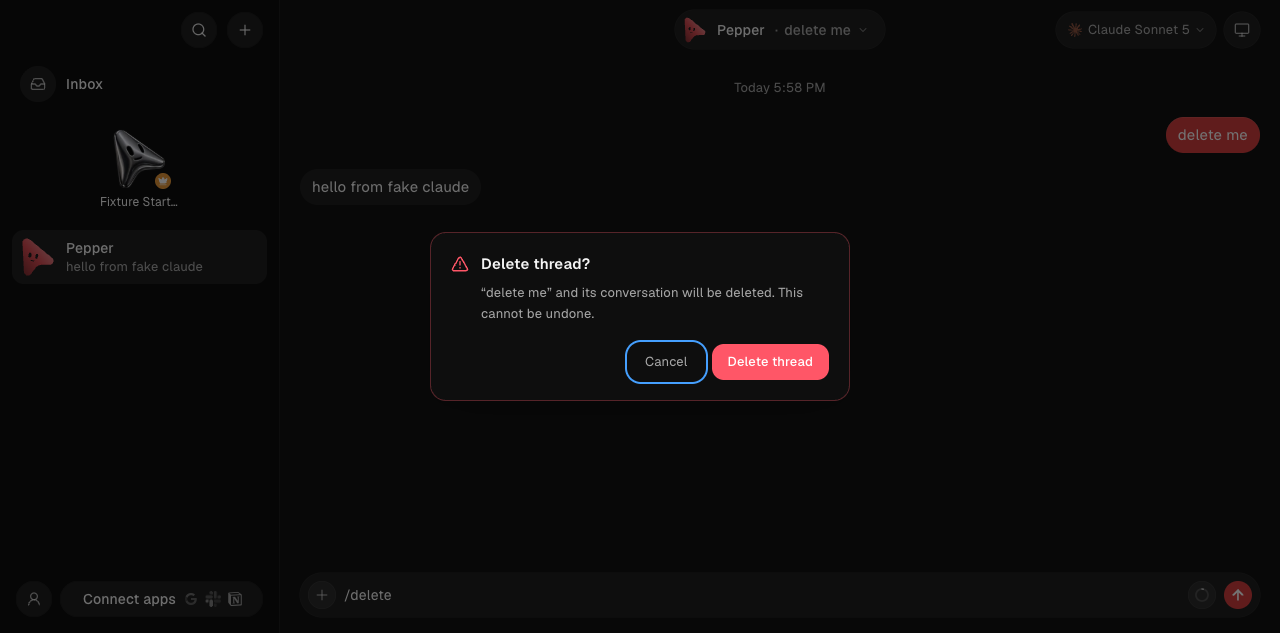 Pepper · delete me
Claude Sonnet 5
Inbox
Today 5:58 PM
delete me
Fixture Start…
hello from fake claude
Pepper
hello from fake claude
Delete thread?
“delete me” and its conversation will be deleted. This
cannot be undone.
Cancel
Delete thread
Connect apps
/delete